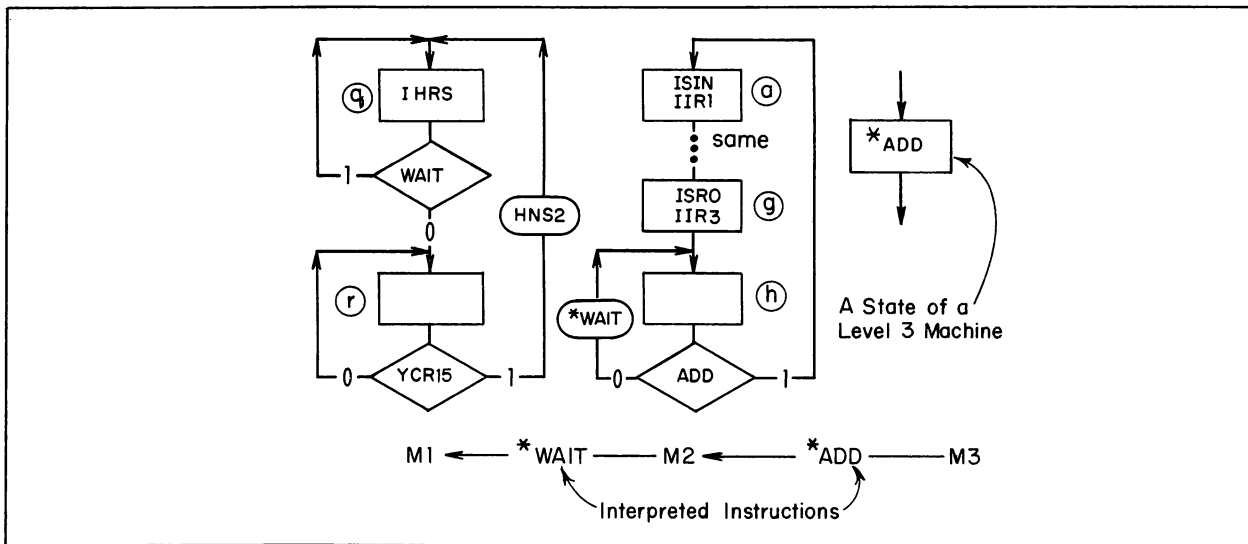 q
I HRS
WAIT
1
0
HNS2
r
YCR15
0
1
ISIN
IIR1
a
same
ISRO
IIR3
g
*WAIT
h
ADD
0
1
*ADD
A State of a
Level 3 Machine
M1 *WAIT M2 *ADD M3
Interpreted Instructions